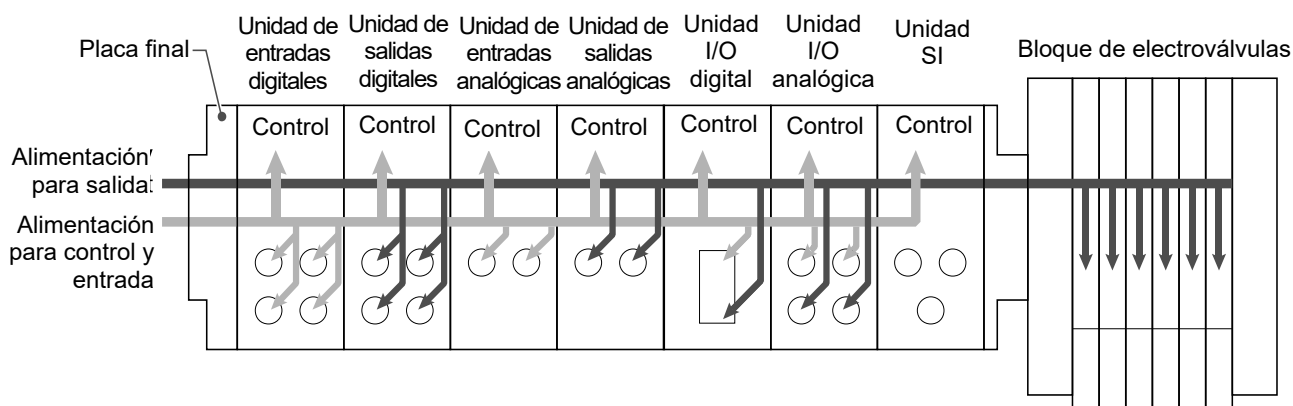 Placa final
Unidad de
entradas
digitales
Unidad de
salidas
digitales
Unidad de
entradas
analógicas
Unidad de
salidas
analógicas
Unidad
I/O
digital
Unidad
I/O
analógica
Unidad
SI
Bloque de electroválvulas
Control
Control
Control
Control
Control
Control
Control
Alimentación
para salida
Alimentación
para control y
entrada